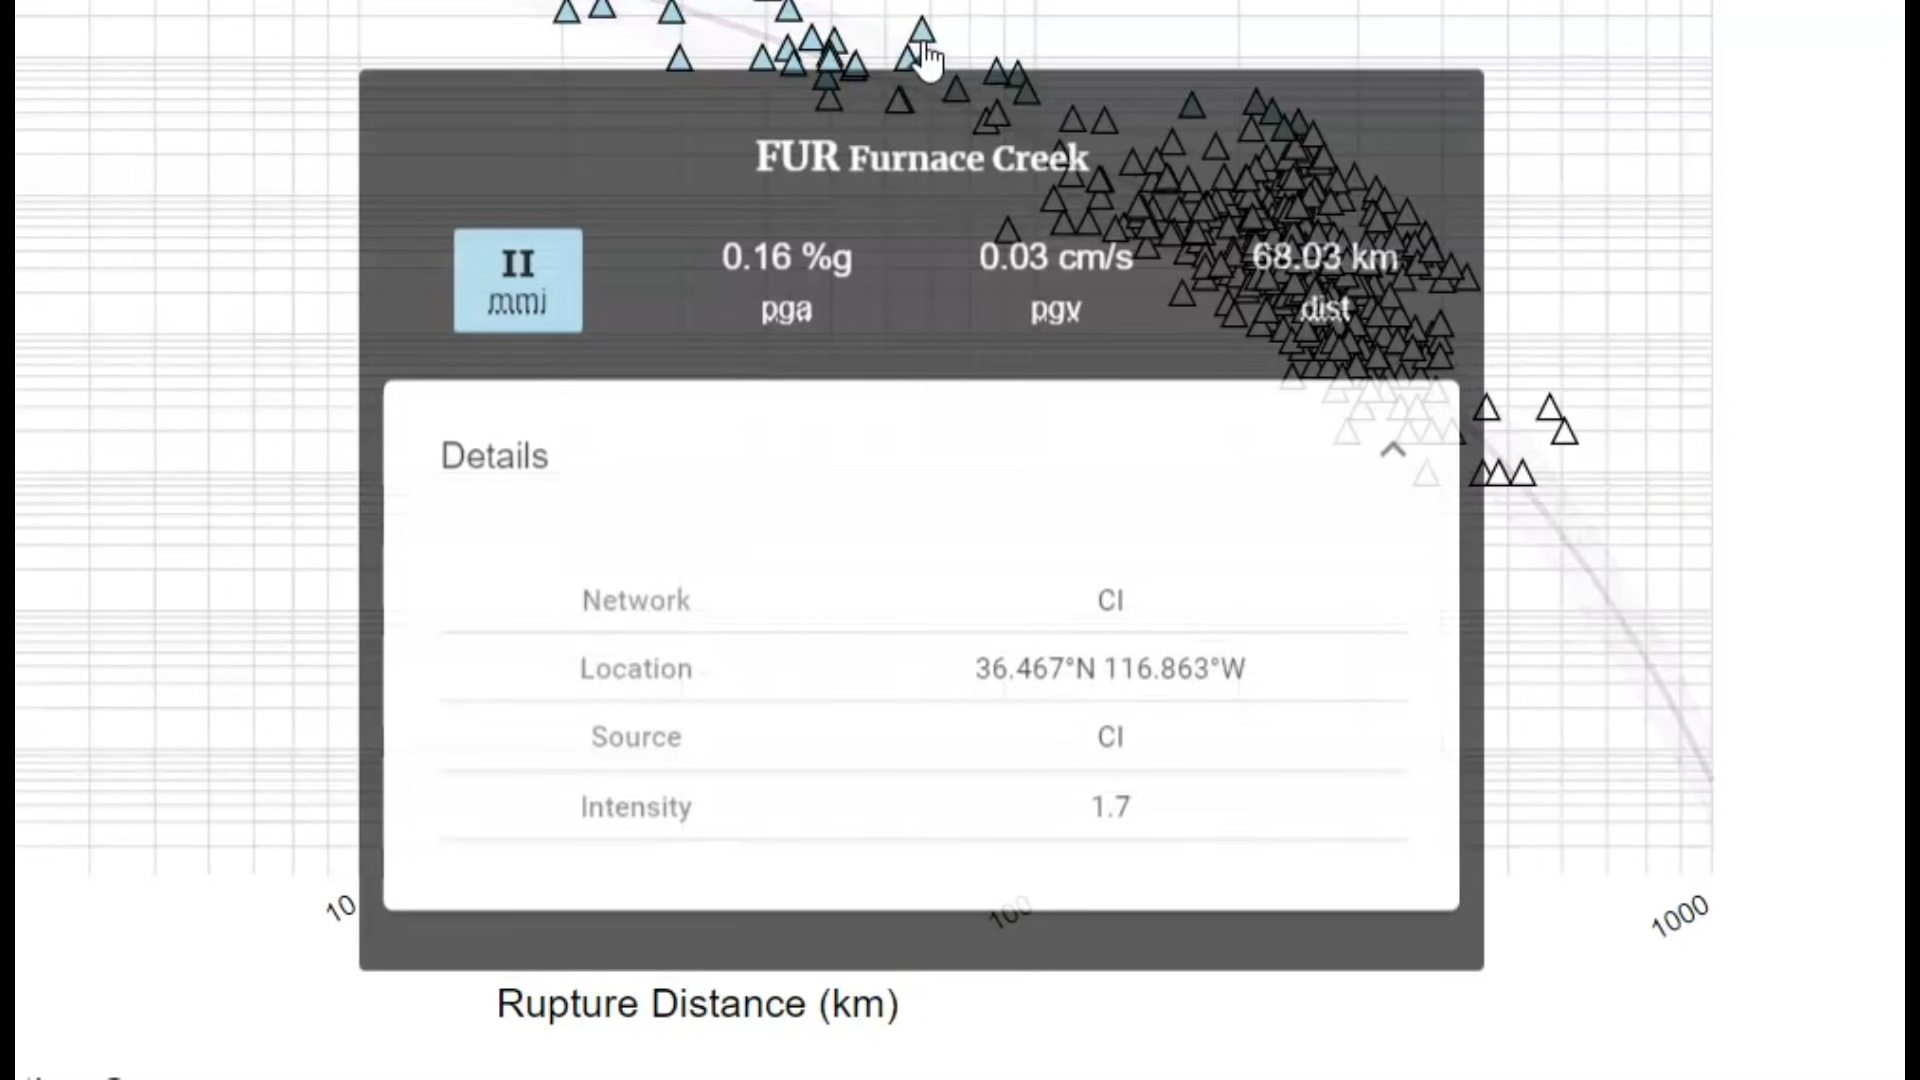 FUR Furnace Creek
II
mmi
0.16 %g
pga
0.03 cm/s
pgv
68.03 km
dist
Details
Network CI
Location 36.467°N 116.863°W
Source CI
Intensity 1.7
10
100
1000
Rupture Distance (km)